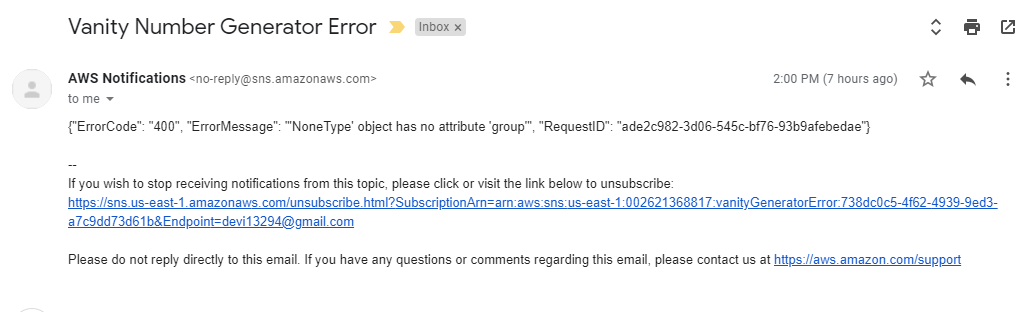 Vanity Number Generator Error Inbox ×
AWS Notifications <no-reply@sns.amazonaws.com> 2:00 PM (7 hours ago)
to me
{"ErrorCode": "400", "ErrorMessage": "'NoneType' object has no attribute 'group'", "RequestID": "ade2c982-3d06-545c-bf76-93b9afebedae"}
--
If you wish to stop receiving notifications from this topic, please click or visit the link below to unsubscribe:
https://sns.us-east-1.amazonaws.com/unsubscribe.html?SubscriptionArn=arn:aws:sns:us-east-1:002621368817:vanityGeneratorError:738dc0c5-4f62-4939-9ed3-
a7c9dd73d61b&Endpoint=devi13294@gmail.com
Please do not reply directly to this email. If you have any questions or comments regarding this email, please contact us at https://aws.amazon.com/support